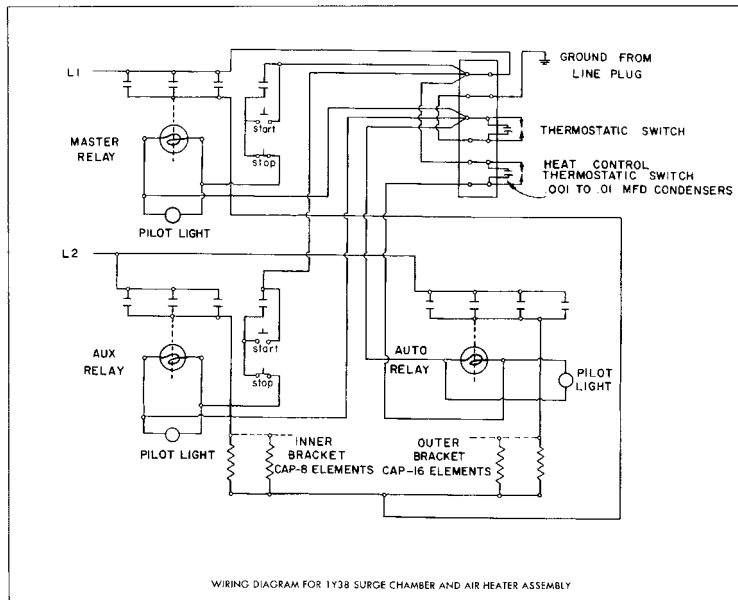 L1
GROUND FROM
LINE PLUG
start
THERMOSTATIC SWITCH
MASTER
RELAY
stop
HEAT CONTROL
THERMOSTATIC SWITCH
.001 TO .01 MFD CONDENSERS
PILOT LIGHT
L2
start
AUX
RELAY
AUTO
RELAY
stop
PILOT
LIGHT
PILOT LIGHT
INNER
BRACKET
CAP-8 ELEMENTS
OUTER
BRACKET
CAP-16 ELEMENTS
WIRING DIAGRAM FOR 1Y38 SURGE CHAMBER AND AIR HEATER ASSEMBLY